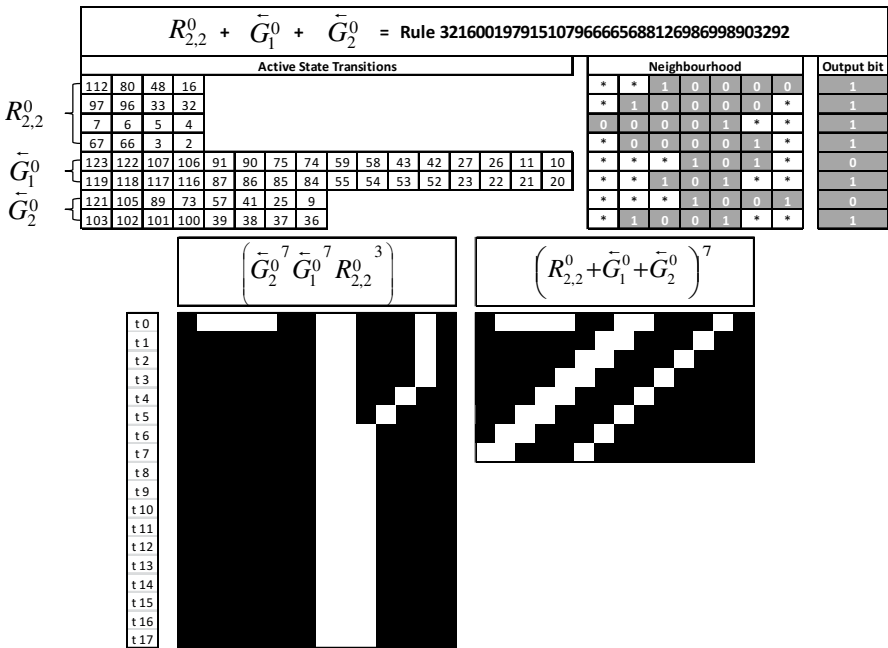 R⁰₂,₂ + G⃖⁰₁ + G⃖⁰₂ = Rule 32160019791510796666568812698699890 3292
Active State Transitions Neighbourhood Output bit
R⁰₂,₂
112 80 48 16 * * 1 0 0 0 0 1
97 96 33 32 * 1 0 0 0 0 * 1
7 6 5 4 0 0 0 0 1 * * 1
67 66 3 2 * 0 0 0 0 1 * 1
G⃖⁰₁
123 122 107 106 91 90 75 74 59 58 43 42 27 26 11 10 * * * 1 0 1 * 0
119 118 117 116 87 86 85 84 55 54 53 52 23 22 21 20 * * 1 0 1 * * 1
G⃖⁰₂
121 105 89 73 57 41 25 9 * * * 1 0 0 1 0
103 102 101 100 39 38 37 36 * 1 0 0 1 * * 1
(G⃖⁰₂⁷ G⃖⁰₁⁷ R⁰₂,₂³) (R⁰₂,₂+G⃖⁰₁+G⃖⁰₂)⁷
t 0
t 1
t 2
t 3
t 4
t 5
t 6
t 7
t 8
t 9
t 10
t 11
t 12
t 13
t 14
t 15
t 16
t 17